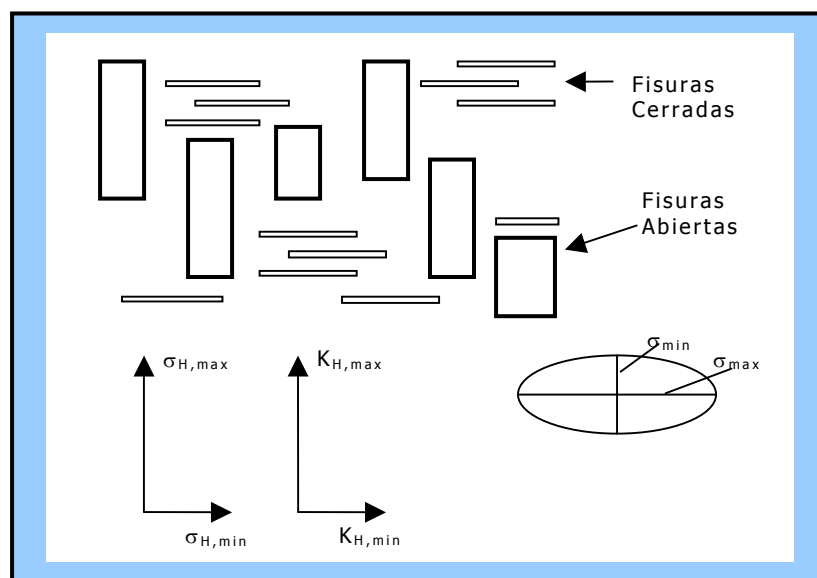 Fisuras
Cerradas
Fisuras
Abiertas
σH,max
KH,max
σmin
σmax
σH,min
KH,min